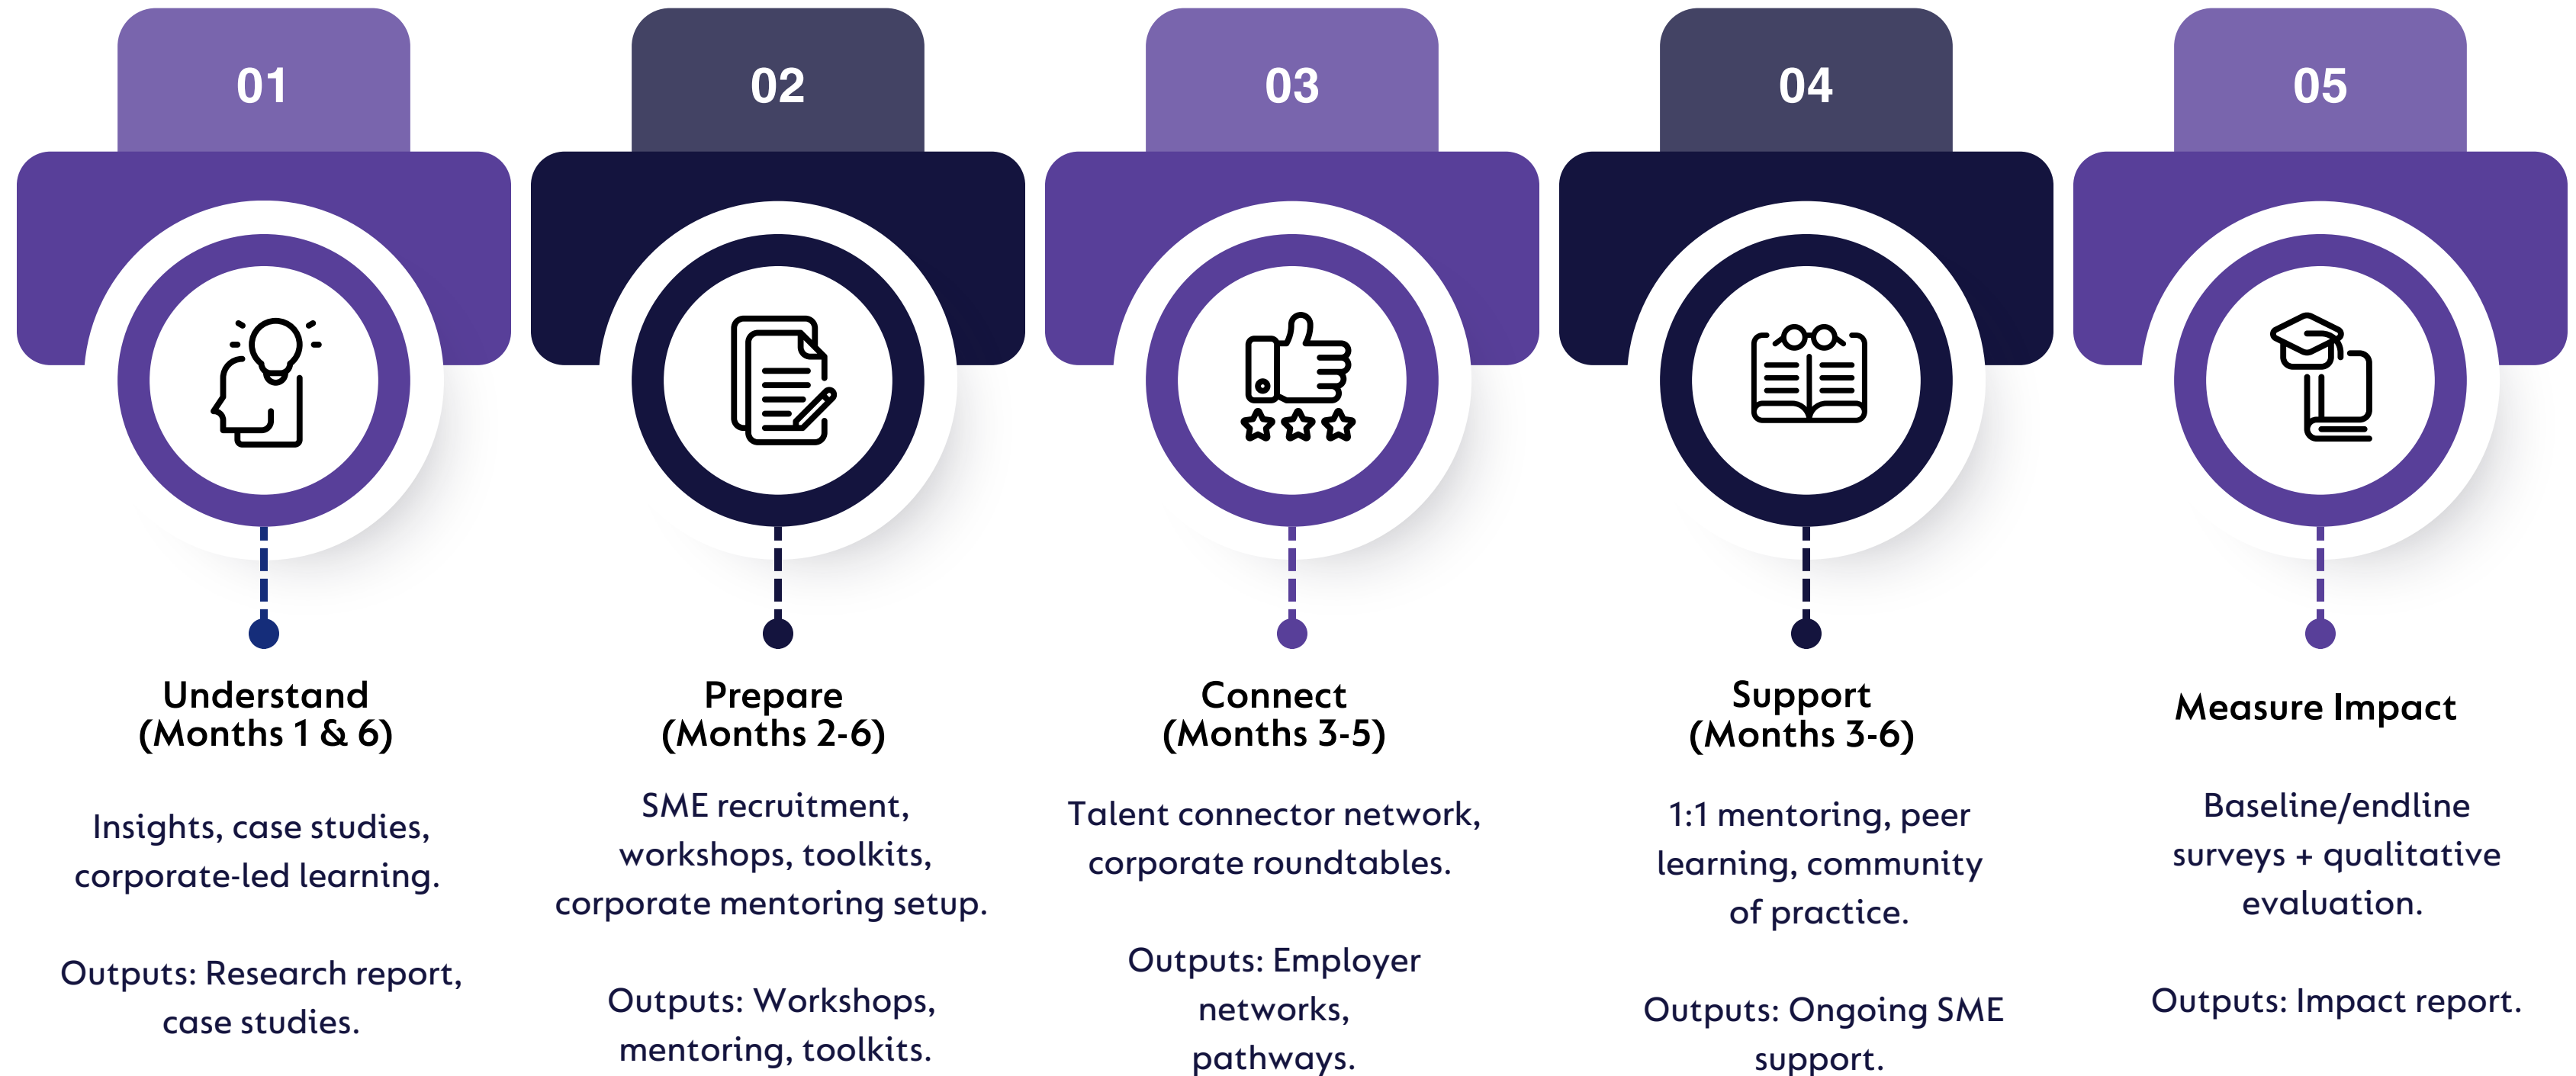 01
Understand
(Months 1 & 6)
Insights, case studies,
corporate-led learning.
Outputs: Research report,
case studies.
02
Prepare
(Months 2-6)
SME recruitment,
workshops, toolkits,
corporate mentoring setup.
Outputs: Workshops,
mentoring, toolkits.
03
Connect
(Months 3-5)
Talent connector network,
corporate roundtables.
Outputs: Employer
networks,
pathways.
04
Support
(Months 3-6)
1:1 mentoring, peer
learning, community
of practice.
Outputs: Ongoing SME
support.
05
Measure Impact
Baseline/endline
surveys + qualitative
evaluation.
Outputs: Impact report.